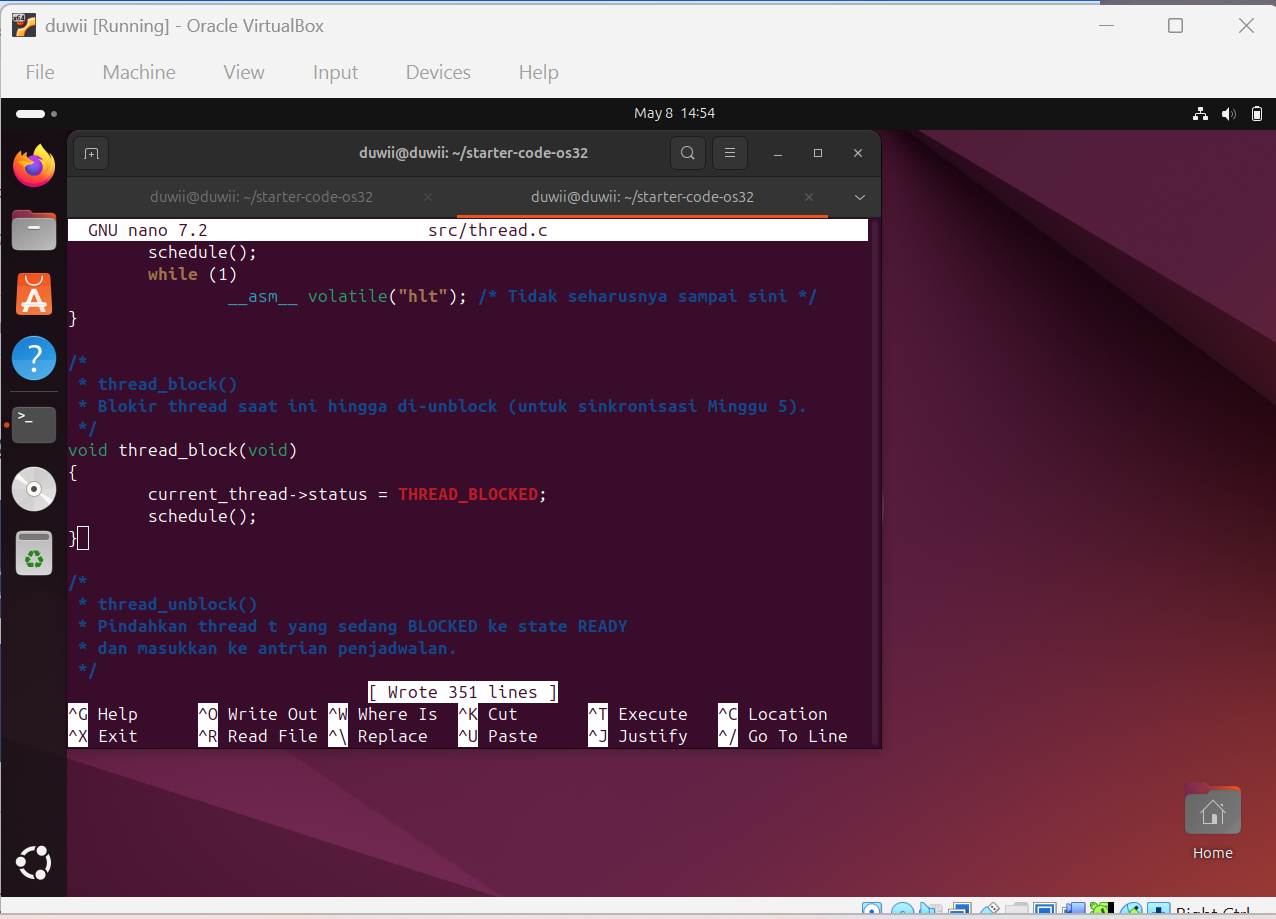 duwii [Running] - Oracle VirtualBox
File Machine View Input Devices Help
May 8 14:54
duwii@duwii: ~/starter-code-os32
duwii@duwii: ~/starter-code-os32 × duwii@duwii: ~/starter-code-os32 ×
GNU nano 7.2 src/thread.c
schedule();
while (1)
__asm__ volatile("hlt"); /* Tidak seharusnya sampai sini */
}
/*
* thread_block()
* Blokir thread saat ini hingga di-unblock (untuk sinkronisasi Minggu 5).
*/
void thread_block(void)
{
current_thread->status = THREAD_BLOCKED;
schedule();
}
/*
* thread_unblock()
* Pindahkan thread t yang sedang BLOCKED ke state READY
* dan masukkan ke antrian penjadwalan.
*/
[ Wrote 351 lines ]
^G Help ^O Write Out ^W Where Is ^K Cut ^T Execute ^C Location
^X Exit ^R Read File ^\ Replace ^U Paste ^J Justify ^/ Go To Line
Home
Right Ctrl